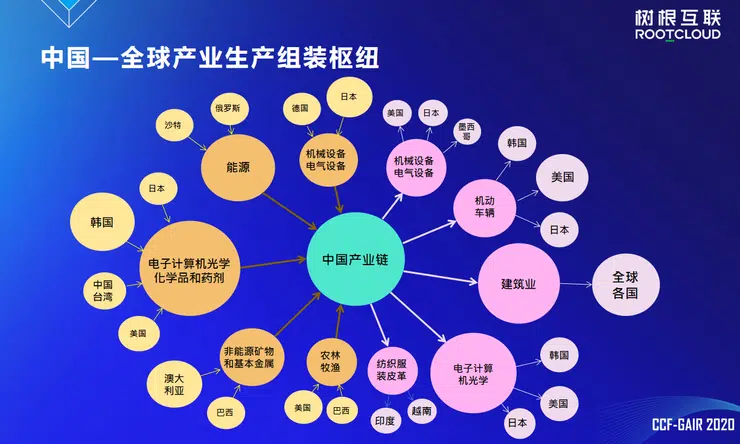 树根互联
ROOTCLOUD
中国—全球产业生产组装枢纽
沙特
俄罗斯
能源
德国
日本
机械设备
电气设备
美国
日本
墨西
哥
机械设备
电气设备
韩国
美国
日本
机动
车辆
韩国
日本
中国
台湾
美国
电子计算机光学
化学品和药剂
中国产业链
建筑业
全球
各国
澳大
利亚
巴西
非能源矿物
和基本金属
美国
巴西
农林
牧渔
纺织服
装皮革
印度
越南
电子计算
机光学
韩国
美国
日本
CCF-GAIR 2020